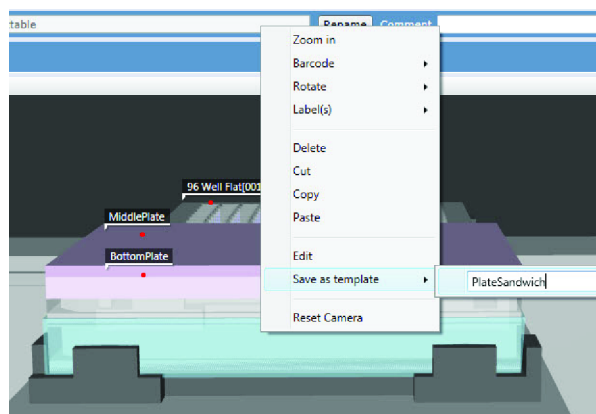 table
Rename Comment
Zoom in
Barcode
Rotate
Label(s)
Delete
Cut
Copy
Paste
Edit
Save as template
PlateSandwich
Reset Camera
96 Well Flat[001
MiddlePlate
BottomPlate